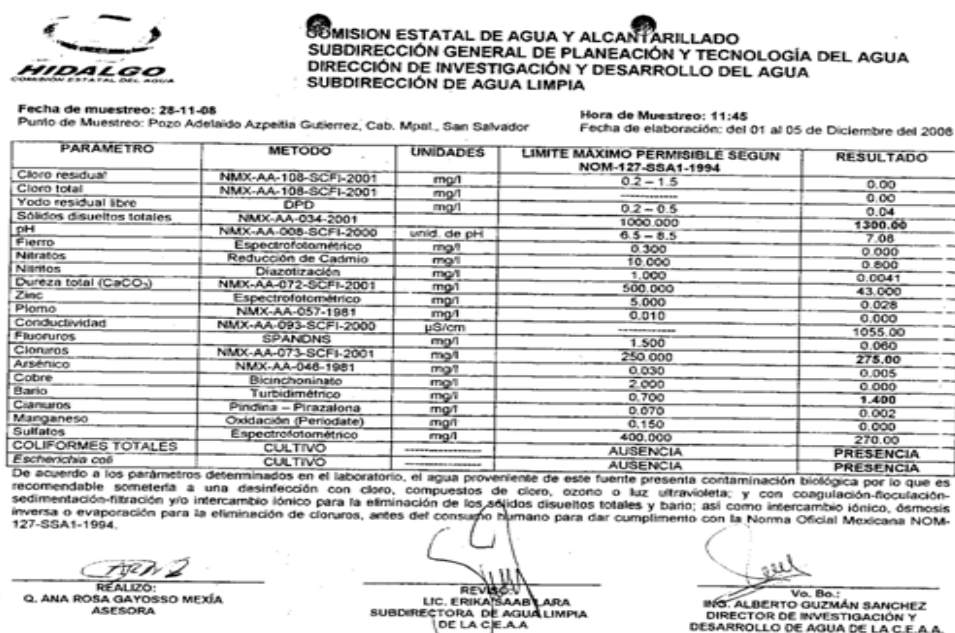 COMISION ESTATAL DE AGUA Y ALCANTARILLADO
SUBDIRECCIÓN GENERAL DE PLANEACIÓN Y TECNOLOGÍA DEL AGUA
DIRECCIÓN DE INVESTIGACIÓN Y DESARROLLO DEL AGUA
SUBDIRECCIÓN DE AGUA LIMPIA
HIDALGO
COMISIÓN ESTATAL DEL AGUA
Fecha de muestreo: 28-11-08
Hora de Muestreo: 11:45
Punto de Muestreo: Pozo Adelaido Azpeitia Gutierrez, Cab. Mpal., San Salvador
Fecha de elaboración: del 01 al 05 de Diciembre del 2008
PARÁMETRO METODO UNIDADES LIMITE MÁXIMO PERMISIBLE SEGUN NOM-127-SSA1-1994 RESULTADO
Cloro residual NMX-AA-108-SCFI-2001 mg/l 0.2 – 1.5 0.00
Cloro total NMX-AA-108-SCFI-2001 mg/l ------------ 0.00
Yodo residual libre DPD mg/l 0.2 – 0.5 0.04
Sólidos disueltos totales NMX-AA-034-2001 1000.000 1300.00
pH NMX-AA-008-SCFI-2000 unid. de pH 6.5 – 8.5 7.08
Fierro Espectrofotométrico mg/l 0.300 0.000
Nitratos Reducción de Cadmio mg/l 10.000 0.800
Nitritos Diazotización mg/l 1.000 0.0041
Dureza total (CaCO₃) NMX-AA-072-SCFI-2001 mg/l 500.000 43.000
Zinc Espectrofotométrico mg/l 5.000 0.028
Plomo NMX-AA-057-1981 mg/l 0.010 0.000
Conductividad NMX-AA-093-SCFI-2000 µS/cm ------------ 1055.00
Fluoruros SPANDNS mg/l 1.500 0.060
Cloruros NMX-AA-073-SCFI-2001 mg/l 250.000 275.00
Arsénico NMX-AA-046-1981 mg/l 0.030 0.005
Cobre Bicinchoninato mg/l 2.000 0.000
Bario Turbidimétrico mg/l 0.700 1.400
Cianuros Piridina – Pirazalona mg/l 0.070 0.002
Manganeso Oxidación (Periodate) mg/l 0.150 0.000
Sulfatos Espectrofotométrico mg/l 400.000 270.00
COLIFORMES TOTALES CULTIVO ------------ AUSENCIA PRESENCIA
Escherichia coli CULTIVO ------------ AUSENCIA PRESENCIA
De acuerdo a los parámetros determinados en el laboratorio, el agua proveniente de este fuente presenta contaminación biológica por lo que es
recomendable someterla a una desinfección con cloro, compuestos de cloro, ozono o luz ultravioleta; y con coagulación-floculación-
sedimentación-filtración y/o intercambio iónico para la eliminación de los sólidos disueltos totales y bario; así como intercambio iónico, ósmosis
inversa o evaporación para la eliminación de cloruros, antes del consumo humano para dar cumplimento con la Norma Oficial Mexicana NOM-
127-SSA1-1994.
REALIZO:
Q. ANA ROSA GAYOSSO MEXÍA
ASESORA
REVISO:
LIC. ERIKA SAAB LARA
SUBDIRECTORA DE AGUA LIMPIA
DE LA C.E.A.A
Vo. Bo.:
ING. ALBERTO GUZMÁN SANCHEZ
DIRECTOR DE INVESTIGACIÓN Y
DESARROLLO DE AGUA DE LA C.E.A.A.